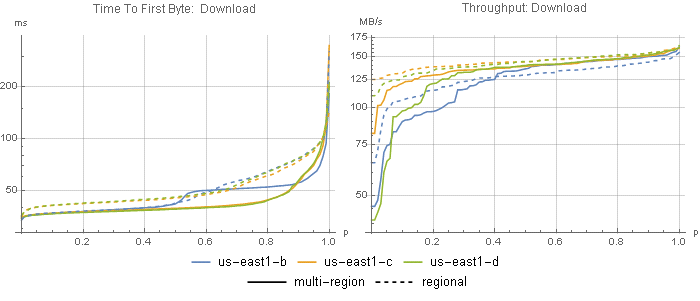 Time To First Byte: Download
ms
200
100
50
0.2 0.4 0.6 0.8 1.0 p
Throughput: Download
MB/s
175
150
125
100
75
50
0.2 0.4 0.6 0.8 1.0 p
us-east1-b us-east1-c us-east1-d
multi-region regional